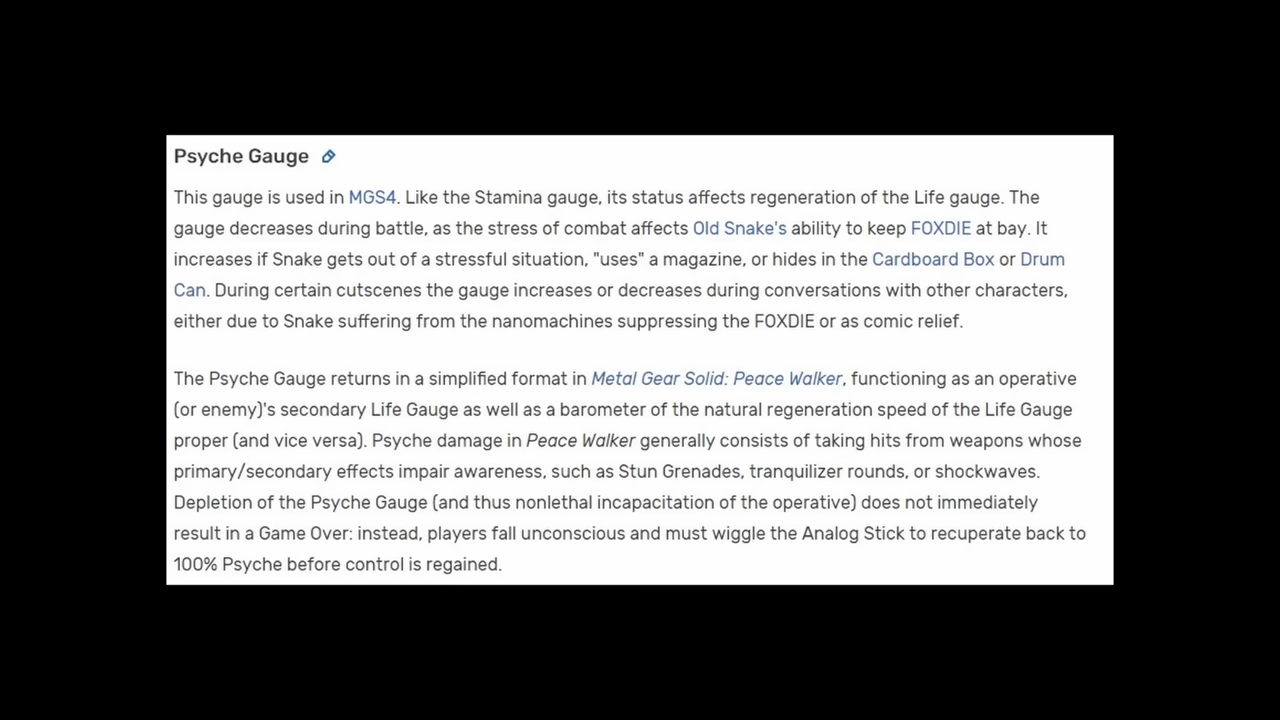 Psyche Gauge
This gauge is used in MGS4. Like the Stamina gauge, its status affects regeneration of the Life gauge. The
gauge decreases during battle, as the stress of combat affects Old Snake's ability to keep FOXDIE at bay. It
increases if Snake gets out of a stressful situation, "uses" a magazine, or hides in the Cardboard Box or Drum
Can. During certain cutscenes the gauge increases or decreases during conversations with other characters,
either due to Snake suffering from the nanomachines suppressing the FOXDIE or as comic relief.
The Psyche Gauge returns in a simplified format in Metal Gear Solid: Peace Walker, functioning as an operative
(or enemy)'s secondary Life Gauge as well as a barometer of the natural regeneration speed of the Life Gauge
proper (and vice versa). Psyche damage in Peace Walker generally consists of taking hits from weapons whose
primary/secondary effects impair awareness, such as Stun Grenades, tranquilizer rounds, or shockwaves.
Depletion of the Psyche Gauge (and thus nonlethal incapacitation of the operative) does not immediately
result in a Game Over: instead, players fall unconscious and must wiggle the Analog Stick to recuperate back to
100% Psyche before control is regained.